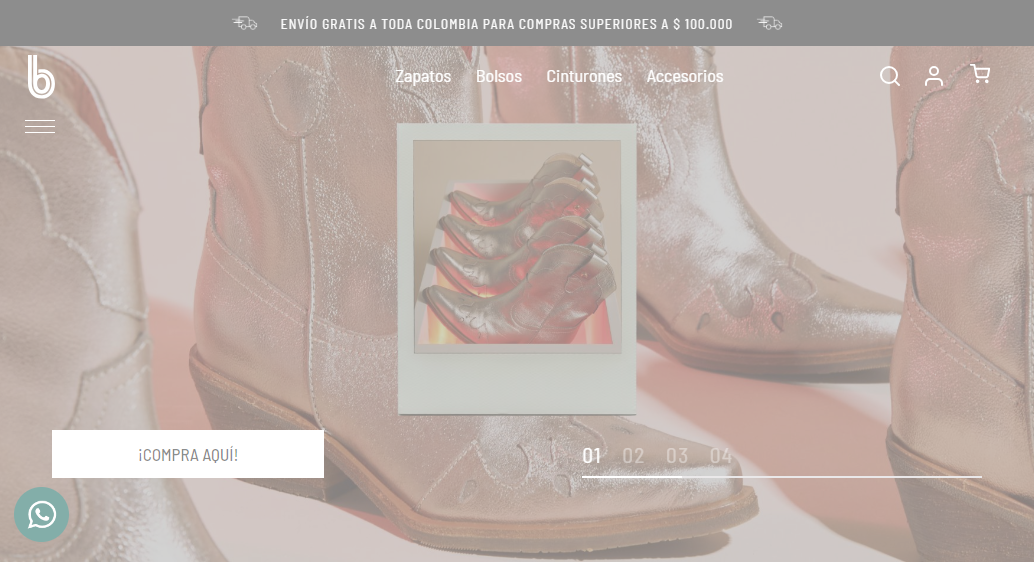 ENVÍO GRATIS A TODA COLOMBIA PARA COMPRAS SUPERIORES A $ 100.000
b
Zapatos Bolsos Cinturones Accesorios
¡COMPRA AQUÍ!
01 02 03 04